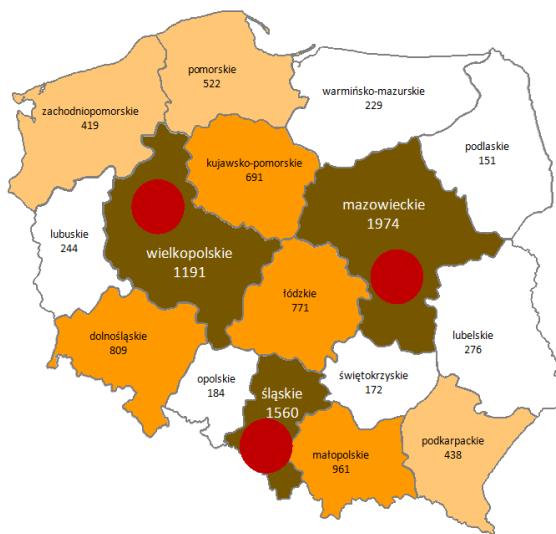 pomorskie
522
warmińsko-mazurskie
229
zachodniopomorskie
419
podlaskie
151
kujawsko-pomorskie
691
mazowieckie
1974
lubuskie
244
wielkopolskie
1191
łódzkie
771
dolnośląskie
809
lubelskie
276
opolskie
184
śląskie
1560
świętokrzyskie
172
małopolskie
961
podkarpackie
438